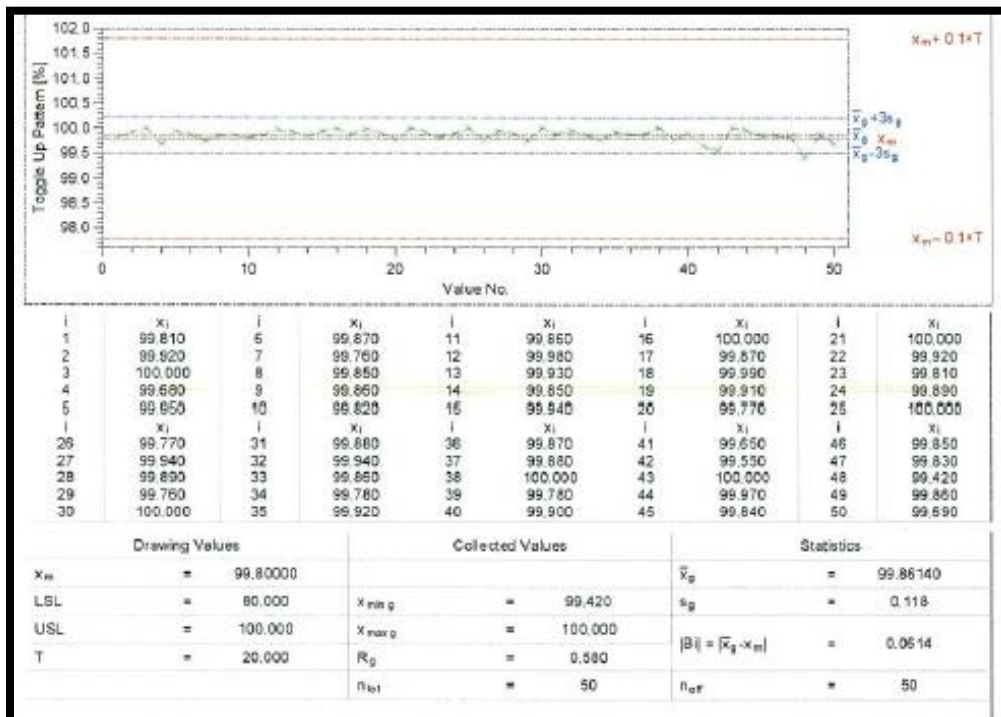 Toggle Up Pattern [%]
102.0
101.5
101.0
100.5
100.0
99.5
99.0
98.5
98.0
xm + 0.1*T
x̄g +3sg
x̄g xm
x̄g-3sg
xm - 0.1*T
0 10 20 30 40 50
Value No.
i xi i xi i xi i xi i xi
1 99.810 6 99.870 11 99.860 16 100.000 21 100.000
2 99.920 7 99.760 12 99.980 17 99.870 22 99.920
3 100.000 8 99.850 13 99.930 18 99.990 23 99.810
4 99.680 9 99.860 14 99.850 19 99.910 24 99.890
5 99.950 10 99.820 15 99.940 20 99.770 25 100.000
i xi i xi i xi i xi i xi
26 99.770 31 99.880 36 99.870 41 99.650 46 99.850
27 99.940 32 99.940 37 99.880 42 99.550 47 99.830
28 99.890 33 99.860 38 100.000 43 100.000 48 99.420
29 99.760 34 99.780 39 99.780 44 99.970 49 99.860
30 100.000 35 99.920 40 99.900 45 99.840 50 99.690
Drawing Values Collected Values Statistics
xm = 99.80000 x̄g = 99.86140
LSL = 80.000 xmin g = 99.420 sg = 0.118
USL = 100.000 xmax g = 100.000 |Bi| = |x̄g-xm| = 0.0614
T = 20.000 Rg = 0.580
ntot = 50 neff = 50